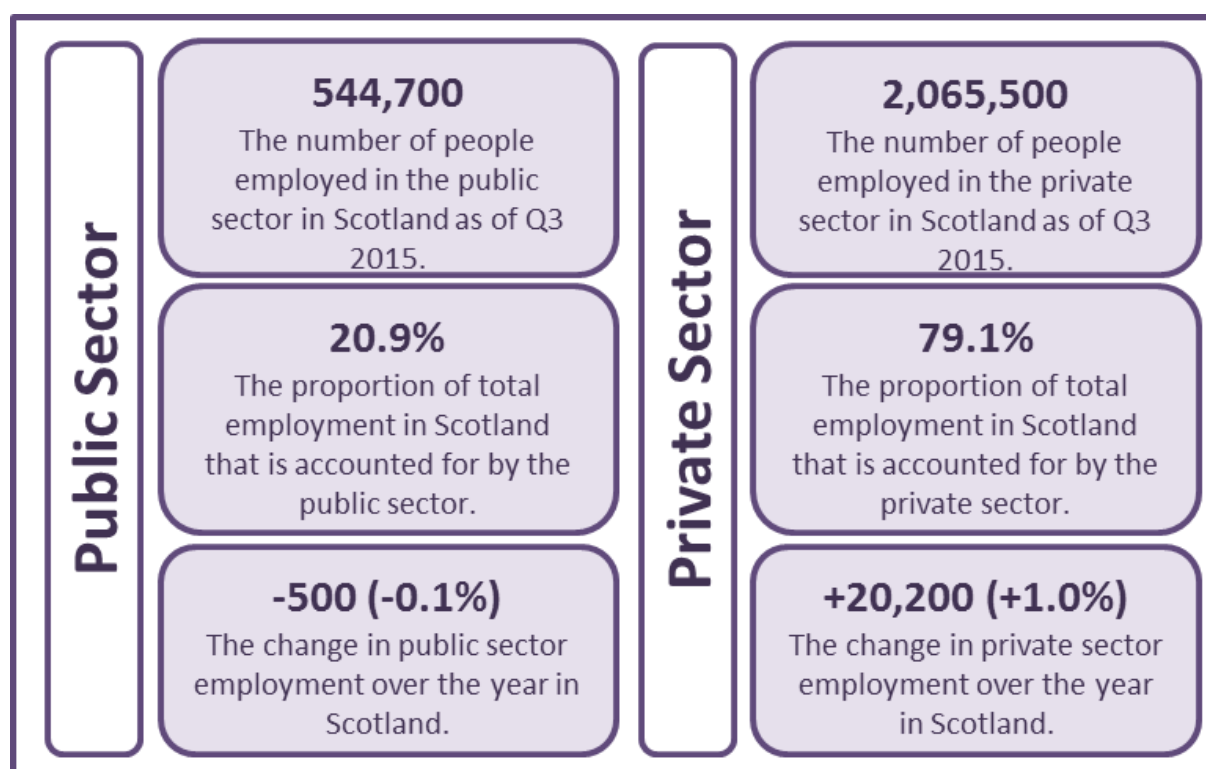 Public Sector
544,700
The number of people
employed in the public
sector in Scotland as of Q3
2015.
20.9%
The proportion of total
employment in Scotland
that is accounted for by the
public sector.
-500 (-0.1%)
The change in public sector
employment over the year in
Scotland.
Private Sector
2,065,500
The number of people
employed in the private
sector in Scotland as of Q3
2015.
79.1%
The proportion of total
employment in Scotland
that is accounted for by the
private sector.
+20,200 (+1.0%)
The change in private sector
employment over the year
in Scotland.